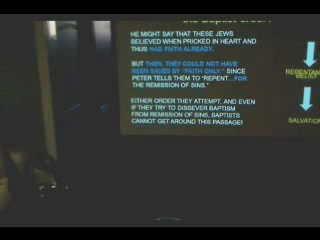 the Baptist order?
HE MIGHT SAY THAT THESE JEWS
BELIEVED WHEN PRICKED IN HEART AND
THUS HAD FAITH ALREADY.
BUT THEN, THEY COULD NOT HAVE
BEEN SAVED BY "FAITH ONLY," SINCE
PETER TELLS THEM TO "REPENT...FOR
THE REMISSION OF SINS."
EITHER ORDER THEY ATTEMPT, AND EVEN
IF THEY TRY TO DISSEVER BAPTISM
FROM REMISSION OF SINS, BAPTISTS
CANNOT GET AROUND THIS PASSAGE!
REPENTAN
BELIEF
SALVATION